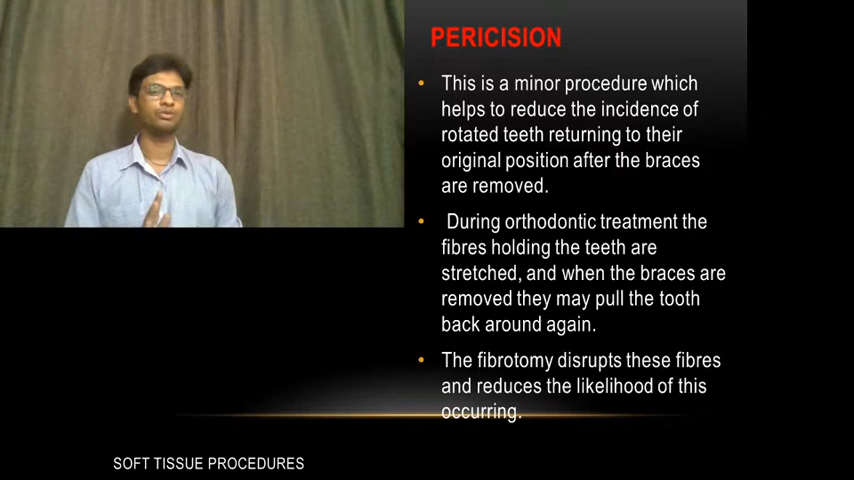 PERICISION
• This is a minor procedure which
helps to reduce the incidence of
rotated teeth returning to their
original position after the braces
are removed.
• During orthodontic treatment the
fibres holding the teeth are
stretched, and when the braces are
removed they may pull the tooth
back around again.
• The fibrotomy disrupts these fibres
and reduces the likelihood of this
occurring.
SOFT TISSUE PROCEDURES